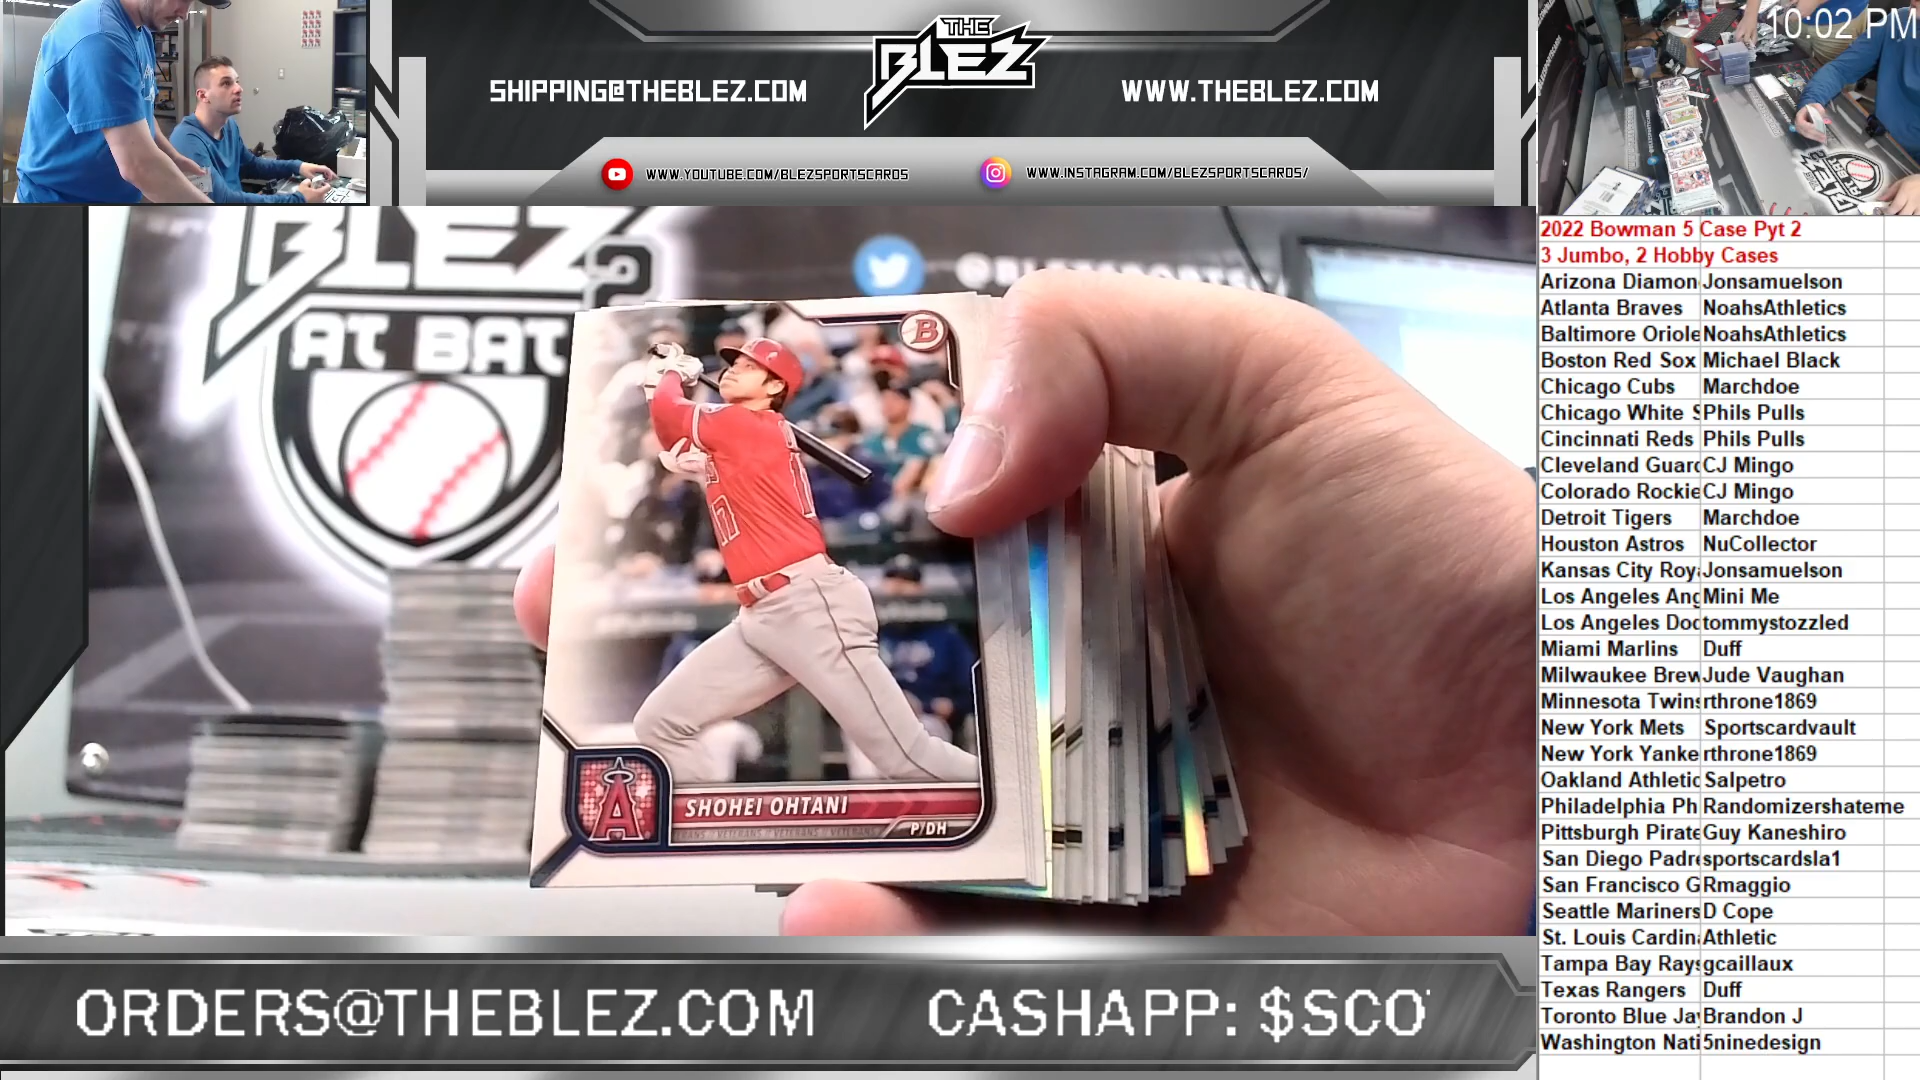 10:02 PM
THE
BLEZ
SHIPPING@THEBLEZ.COM
WWW.THEBLEZ.COM
WWW.YOUTUBE.COM/BLEZSPORTSCARDS
WWW.INSTAGRAM.COM/BLEZSPORTSCARDS/
BLEZ
2
AT BAT
B
SHOHEI OHTANI
P/DH
A
17
2022 Bowman 5 Case Pyt 2
3 Jumbo, 2 Hobby Cases
Arizona Diamon Jonsamuelson
Atlanta Braves NoahsAthletics
Baltimore Oriole NoahsAthletics
Boston Red Sox Michael Black
Chicago Cubs Marchdoe
Chicago White S Phils Pulls
Cincinnati Reds Phils Pulls
Cleveland Guard CJ Mingo
Colorado Rockie CJ Mingo
Detroit Tigers Marchdoe
Houston Astros NuCollector
Kansas City Roy Jonsamuelson
Los Angeles Ang Mini Me
Los Angeles Doc tommystozzled
Miami Marlins Duff
Milwaukee Brew Jude Vaughan
Minnesota Twins rthrone1869
New York Mets Sportscardvault
New York Yanke rthrone1869
Oakland Athletic Salpetro
Philadelphia Ph Randomizershateme
Pittsburgh Pirate Guy Kaneshiro
San Diego Padre sportscardsla1
San Francisco G Rmaggio
Seattle Mariners D Cope
St. Louis Cardin Athletic
Tampa Bay Rays gcaillaux
Texas Rangers Duff
Toronto Blue Jay Brandon J
Washington Nati 5ninedesign
ORDERS@THEBLEZ.COM
CASHAPP: $SCO